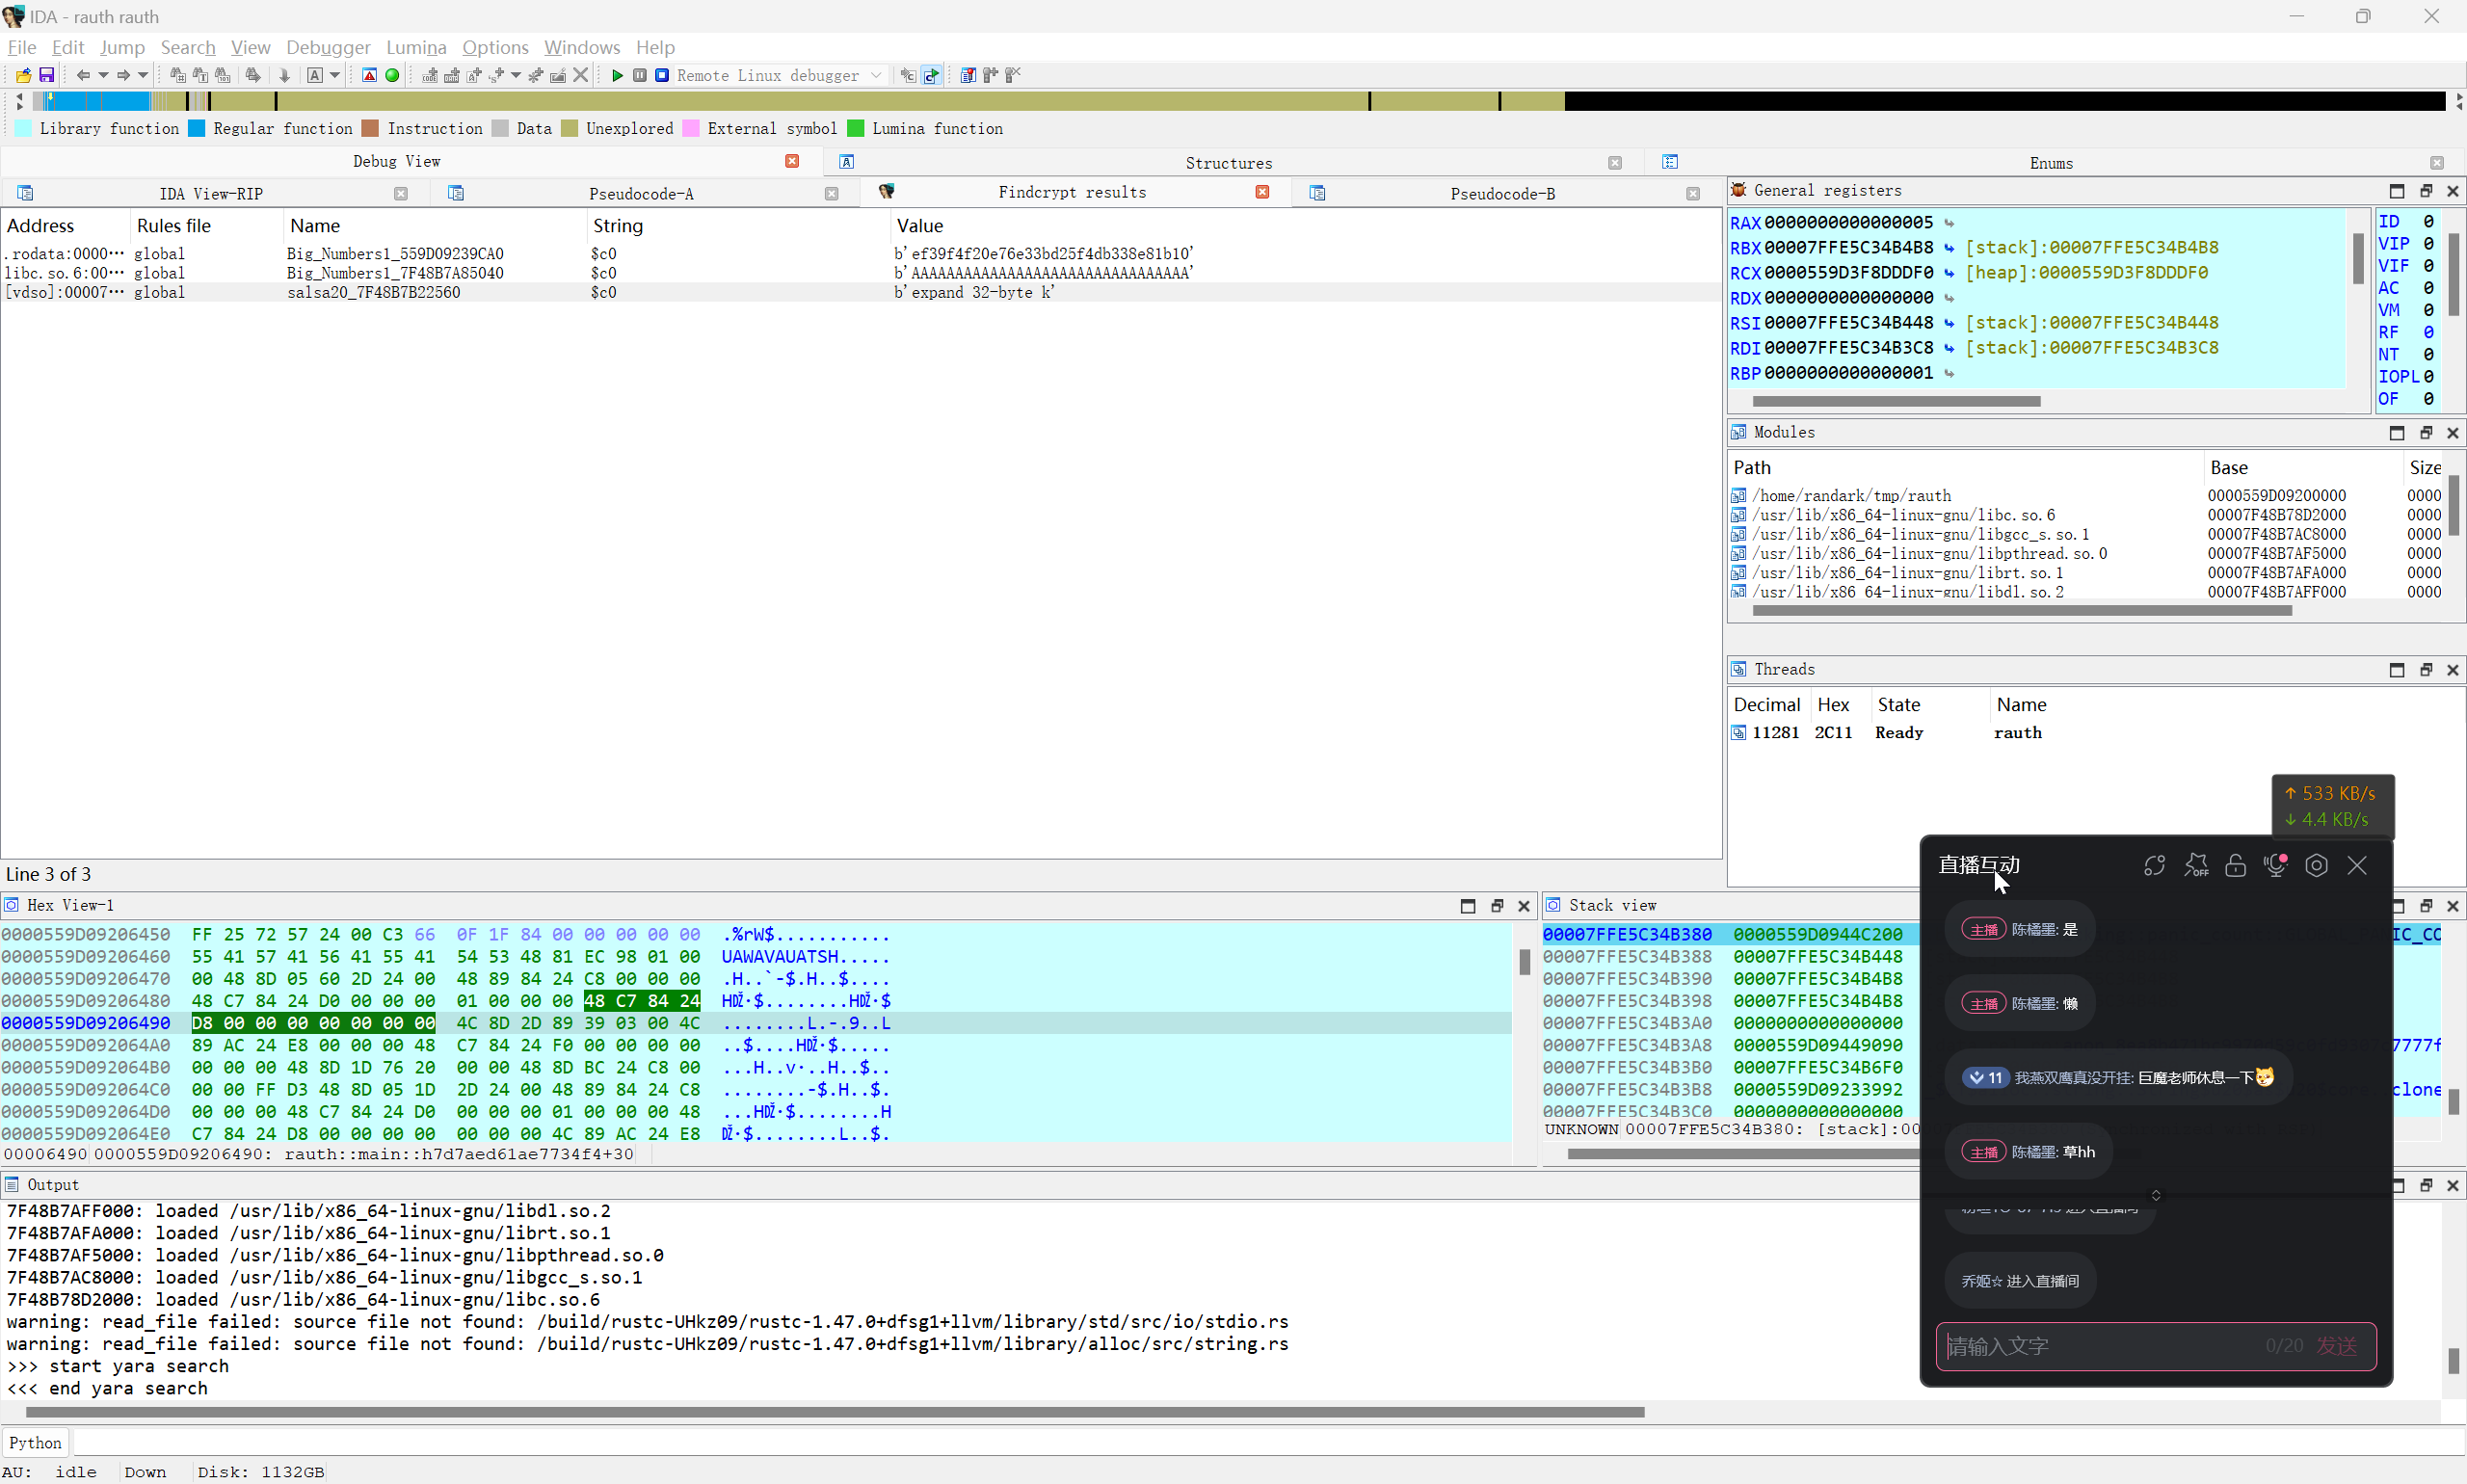 IDA - rauth rauth
File Edit Jump Search View Debugger Lumina Options Windows Help
Remote Linux debugger
Library function Regular function Instruction Data Unexplored External symbol Lumina function
Debug View Structures Enums
IDA View-RIP Pseudocode-A Findcrypt results Pseudocode-B
Address Rules file Name String Value
.rodata:0000… global Big_Numbers1_559D09239CA0 $c0 b'ef39f4f20e76e33bd25f4db338e81b10'
libc.so.6:00… global Big_Numbers1_7F48B7A85040 $c0 b'AAAAAAAAAAAAAAAAAAAAAAAAAAAAAAAA'
[vdso]:00007… global salsa20_7F48B7B22560 $c0 b'expand 32-byte k'
Line 3 of 3
General registers
RAX 0000000000000005
RBX 00007FFE5C34B4B8 [stack]:00007FFE5C34B4B8
RCX 0000559D3F8DDDF0 [heap]:0000559D3F8DDDF0
RDX 0000000000000000
RSI 00007FFE5C34B448 [stack]:00007FFE5C34B448
RDI 00007FFE5C34B3C8 [stack]:00007FFE5C34B3C8
RBP 0000000000000001
ID 0
VIP 0
VIF 0
AC 0
VM 0
RF 0
NT 0
IOPL 0
OF 0
Modules
Path Base Size
/home/randark/tmp/rauth 0000559D09200000 0000
/usr/lib/x86_64-linux-gnu/libc.so.6 00007F48B78D2000 0000
/usr/lib/x86_64-linux-gnu/libgcc_s.so.1 00007F48B7AC8000 0000
/usr/lib/x86_64-linux-gnu/libpthread.so.0 00007F48B7AF5000 0000
/usr/lib/x86_64-linux-gnu/librt.so.1 00007F48B7AFA000 0000
/usr/lib/x86_64-linux-gnu/libdl.so.2 00007F48B7AFF000 0000
Threads
Decimal Hex State Name
11281 2C11 Ready rauth
↑ 533 KB/s
↓ 4.4 KB/s
Hex View-1
0000559D09206450 FF 25 72 57 24 00 C3 66 0F 1F 84 00 00 00 00 00 .%rW$...........
0000559D09206460 55 41 57 41 56 41 55 41 54 53 48 81 EC 98 01 00 UAWAVAUATSH.....
0000559D09206470 00 48 8D 05 60 2D 24 00 48 89 84 24 C8 00 00 00 .H..`-$.H..$....
0000559D09206480 48 C7 84 24 D0 00 00 00 01 00 00 00 48 C7 84 24 HǄ·$........HǄ·$
0000559D09206490 D8 00 00 00 00 00 00 00 4C 8D 2D 89 39 03 00 4C ........L.-.9..L
0000559D092064A0 89 AC 24 E8 00 00 00 48 C7 84 24 F0 00 00 00 00 ..$....HǄ·$.....
0000559D092064B0 00 00 00 48 8D 1D 76 20 00 00 48 8D BC 24 C8 00 ...H..v·..H..$..
0000559D092064C0 00 00 FF D3 48 8D 05 1D 2D 24 00 48 89 84 24 C8 ........-$.H..$.
0000559D092064D0 00 00 00 48 C7 84 24 D0 00 00 00 01 00 00 00 48 ...HǄ·$........H
0000559D092064E0 C7 84 24 D8 00 00 00 00 00 00 00 4C 89 AC 24 E8 Ǆ·$........L..$.
00006490 0000559D09206490: rauth::main::h7d7aed61ae7734f4+30
Stack view
00007FFE5C34B380 0000559D0944C200 IC_CC
00007FFE5C34B388 00007FFE5C34B448
00007FFE5C34B390 00007FFE5C34B4B8
00007FFE5C34B398 00007FFE5C34B4B8
00007FFE5C34B3A0 0000000000000000
00007FFE5C34B3A8 0000559D09449090 7777f
00007FFE5C34B3B0 00007FFE5C34B6F0
00007FFE5C34B3B8 0000559D09233992 clone
00007FFE5C34B3C0 0000000000000000
UNKNOWN 00007FFE5C34B380: [stack]:00
直播互动
主播 陈橘墨: 是
主播 陈橘墨: 懒
11 我燕双鹰真没开挂: 巨魔老师休息一下
主播 陈橘墨: 草hh
乔姬☆ 进入直播间
请输入文字 0/20 发送
Output
7F48B7AFF000: loaded /usr/lib/x86_64-linux-gnu/libdl.so.2
7F48B7AFA000: loaded /usr/lib/x86_64-linux-gnu/librt.so.1
7F48B7AF5000: loaded /usr/lib/x86_64-linux-gnu/libpthread.so.0
7F48B7AC8000: loaded /usr/lib/x86_64-linux-gnu/libgcc_s.so.1
7F48B78D2000: loaded /usr/lib/x86_64-linux-gnu/libc.so.6
warning: read_file failed: source file not found: /build/rustc-UHkz09/rustc-1.47.0+dfsg1+llvm/library/std/src/io/stdio.rs
warning: read_file failed: source file not found: /build/rustc-UHkz09/rustc-1.47.0+dfsg1+llvm/library/alloc/src/string.rs
>>> start yara search
<<< end yara search
Python
AU: idle Down Disk: 1132GB